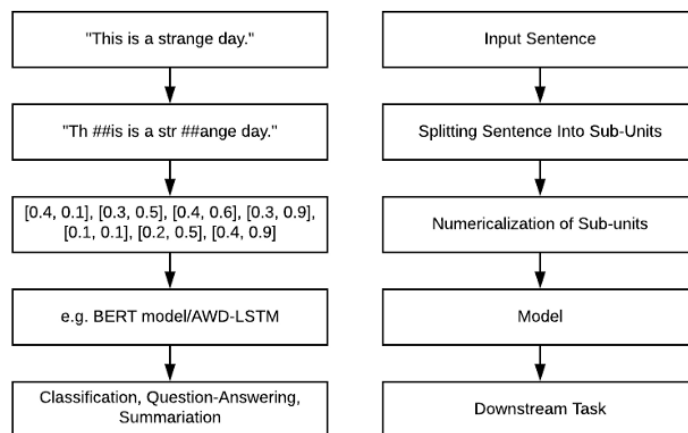 "This is a strange day."
"Th ##is is a str ##ange day."
[0.4, 0.1], [0.3, 0.5], [0.4, 0.6], [0.3, 0.9],
[0.1, 0.1], [0.2, 0.5], [0.4, 0.9]
e.g. BERT model/AWD-LSTM
Classification, Question-Answering,
Summariation
Input Sentence
Splitting Sentence Into Sub-Units
Numericalization of Sub-units
Model
Downstream Task